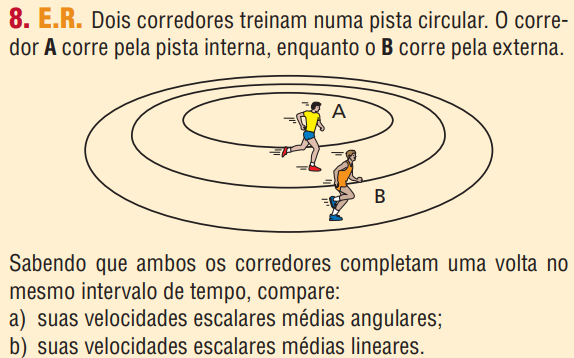 8. E.R. Dois corredores treinam numa pista circular. O corre-
dor A corre pela pista interna, enquanto o B corre pela externa.
A
B
Sabendo que ambos os corredores completam uma volta no
mesmo intervalo de tempo, compare:
a) suas velocidades escalares médias angulares;
b) suas velocidades escalares médias lineares.